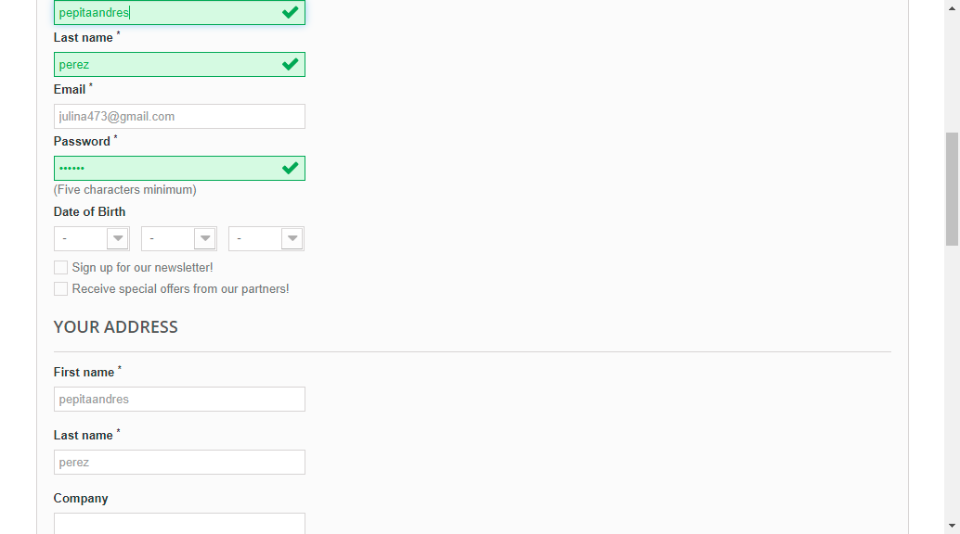 pepitaandres
Last name *
perez
Email *
julina473@gmail.com
Password *
••••••
(Five characters minimum)
Date of Birth
- - -
Sign up for our newsletter!
Receive special offers from our partners!
YOUR ADDRESS
First name *
pepitaandres
Last name *
perez
Company